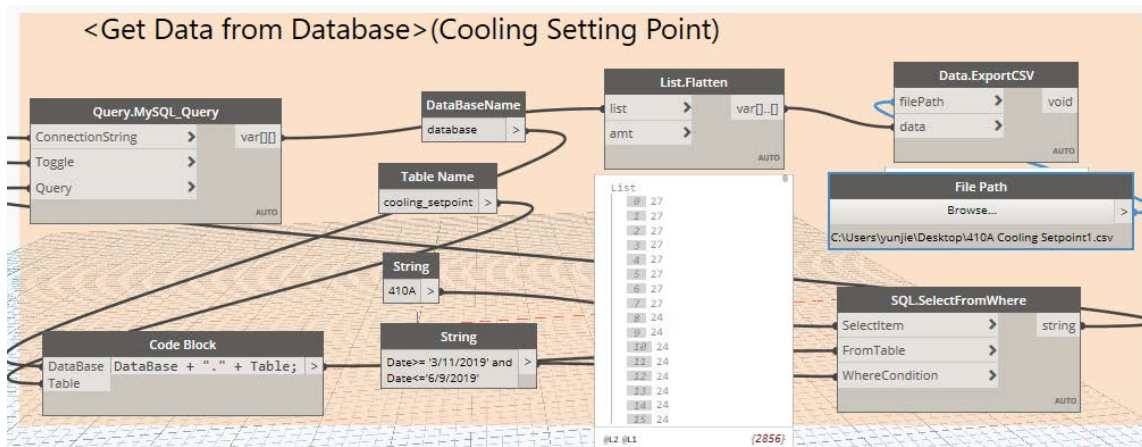 <Get Data from Database>(Cooling Setting Point)
Query.MySQL_Query
ConnectionString > var[][]
Toggle >
Query >
AUTO
DataBaseName
database >
Table Name
cooling_setpoint >
String
410A >
Code Block
DataBase DataBase + "." + Table; >
Table
String
Date>= '3/11/2019' and >
Date<='6/9/2019'
List.Flatten
list > var[]..[]
amt >
AUTO
0
List
0 27
1 27
2 27
3 27
4 27
5 27
6 27
7 27
8 24
9 24
10 24
11 24
12 24
13 24
14 24
15 24
@L2 @L1 {2856}
Data.ExportCSV
filePath > void
data >
AUTO
File Path
Browse... >
C:\Users\yunjie\Desktop\410A Cooling Setpoint1.csv
SQL.SelectFromWhere
SelectItem > string
FromTable >
WhereCondition >
AUTO